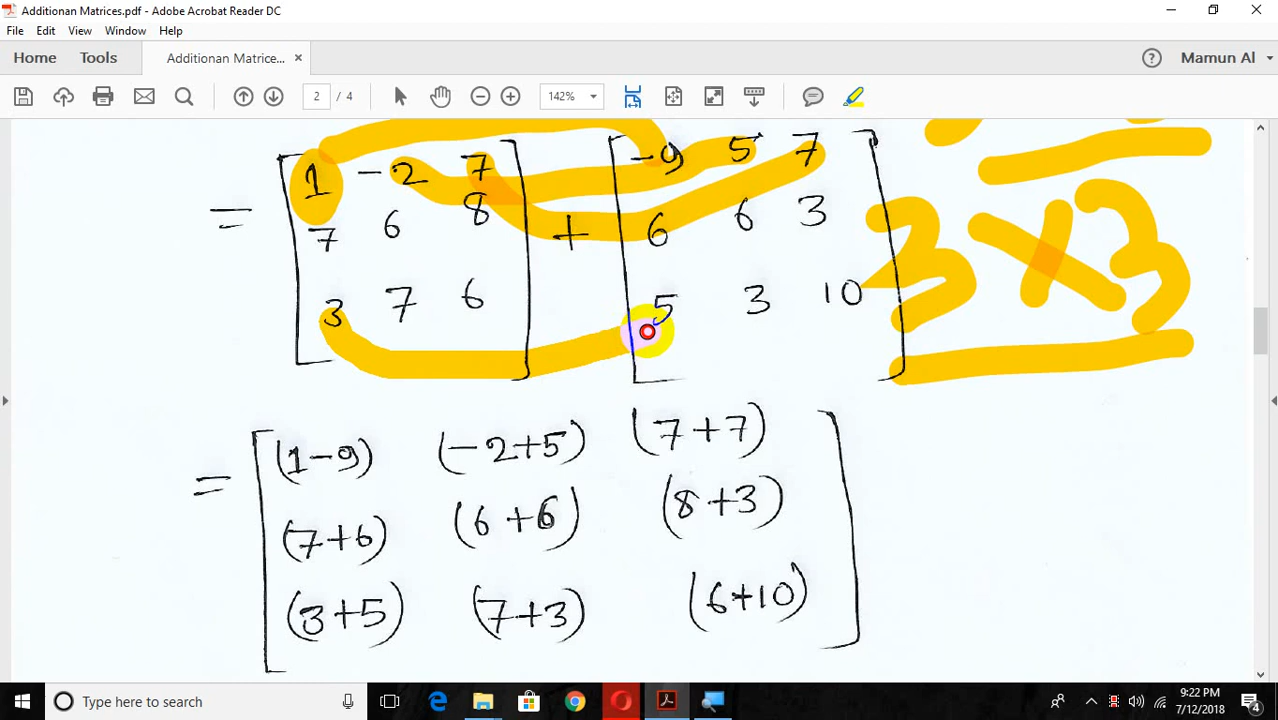 Additionan Matrices.pdf - Adobe Acrobat Reader DC
File Edit View Window Help
Home Tools Additionan Matrice... × Mamun Al
2 / 4 142%
1 -2 7 -9 5 7
= 7 6 8 + 6 6 3 3×3
3 7 6 5 3 10
(1-9) (-2+5) (7+7)
= (7+6) (6+6) (8+3)
(3+5) (7+3) (6+10)
Type here to search
9:22 PM
7/12/2018
4